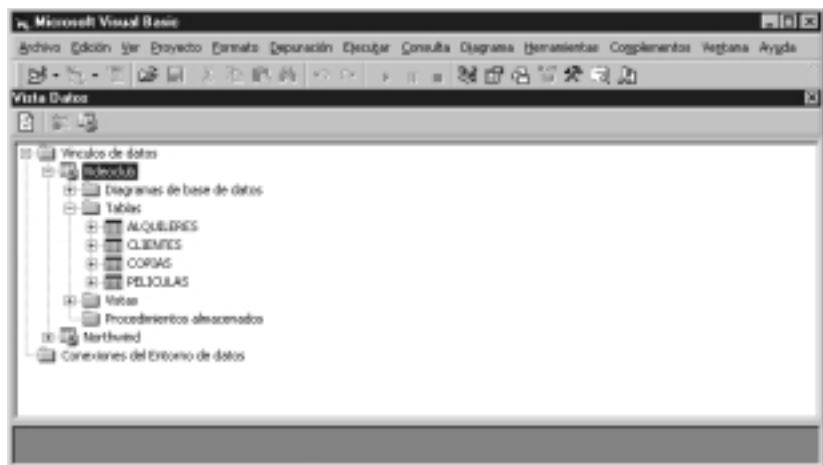 Microsoft Visual Basic
Archivo Edición Ver Proyecto Formato Depuración Ejecutar Consulta Diagrama Herramientas Complementos Ventana Ayuda
Vista Datos
Vínculos de datos
Videoclub
Diagramas de base de datos
Tablas
ALQUILERES
CLIENTES
COPIAS
PELICULAS
Vistas
Procedimientos almacenados
Northwind
Conexiones del Entorno de datos